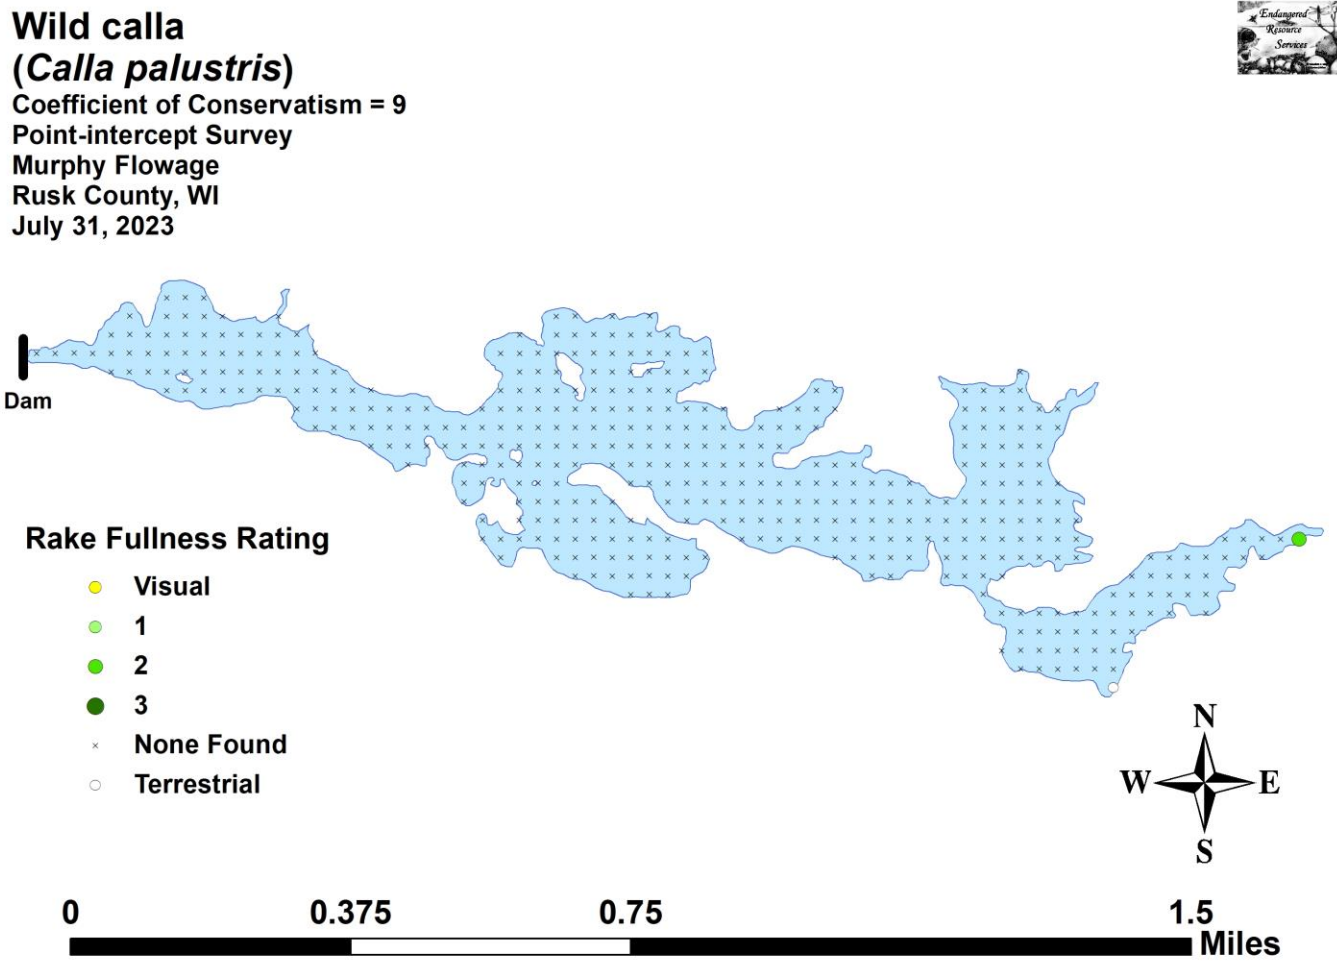 Wild calla
(Calla palustris)
Coefficient of Conservatism = 9
Point-intercept Survey
Murphy Flowage
Rusk County, WI
July 31, 2023
Endangered
Resource
Services
Dam
Rake Fullness Rating
Visual
1
2
3
None Found
Terrestrial
N
W E
S
0 0.375 0.75 1.5
Miles